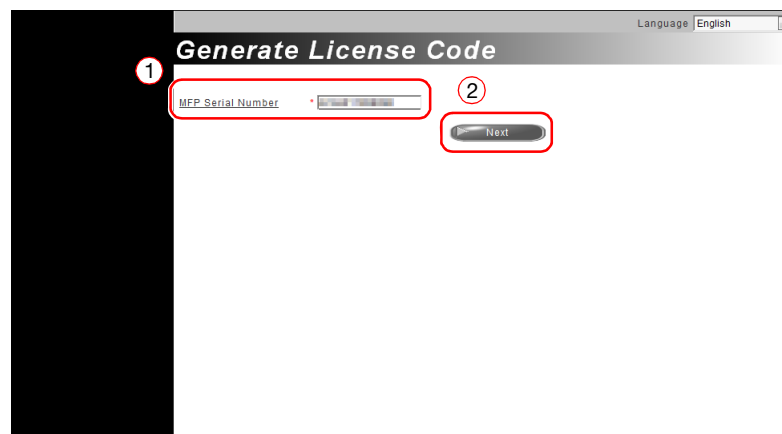 Language English
Generate License Code
1
MFP Serial Number *
2
Next